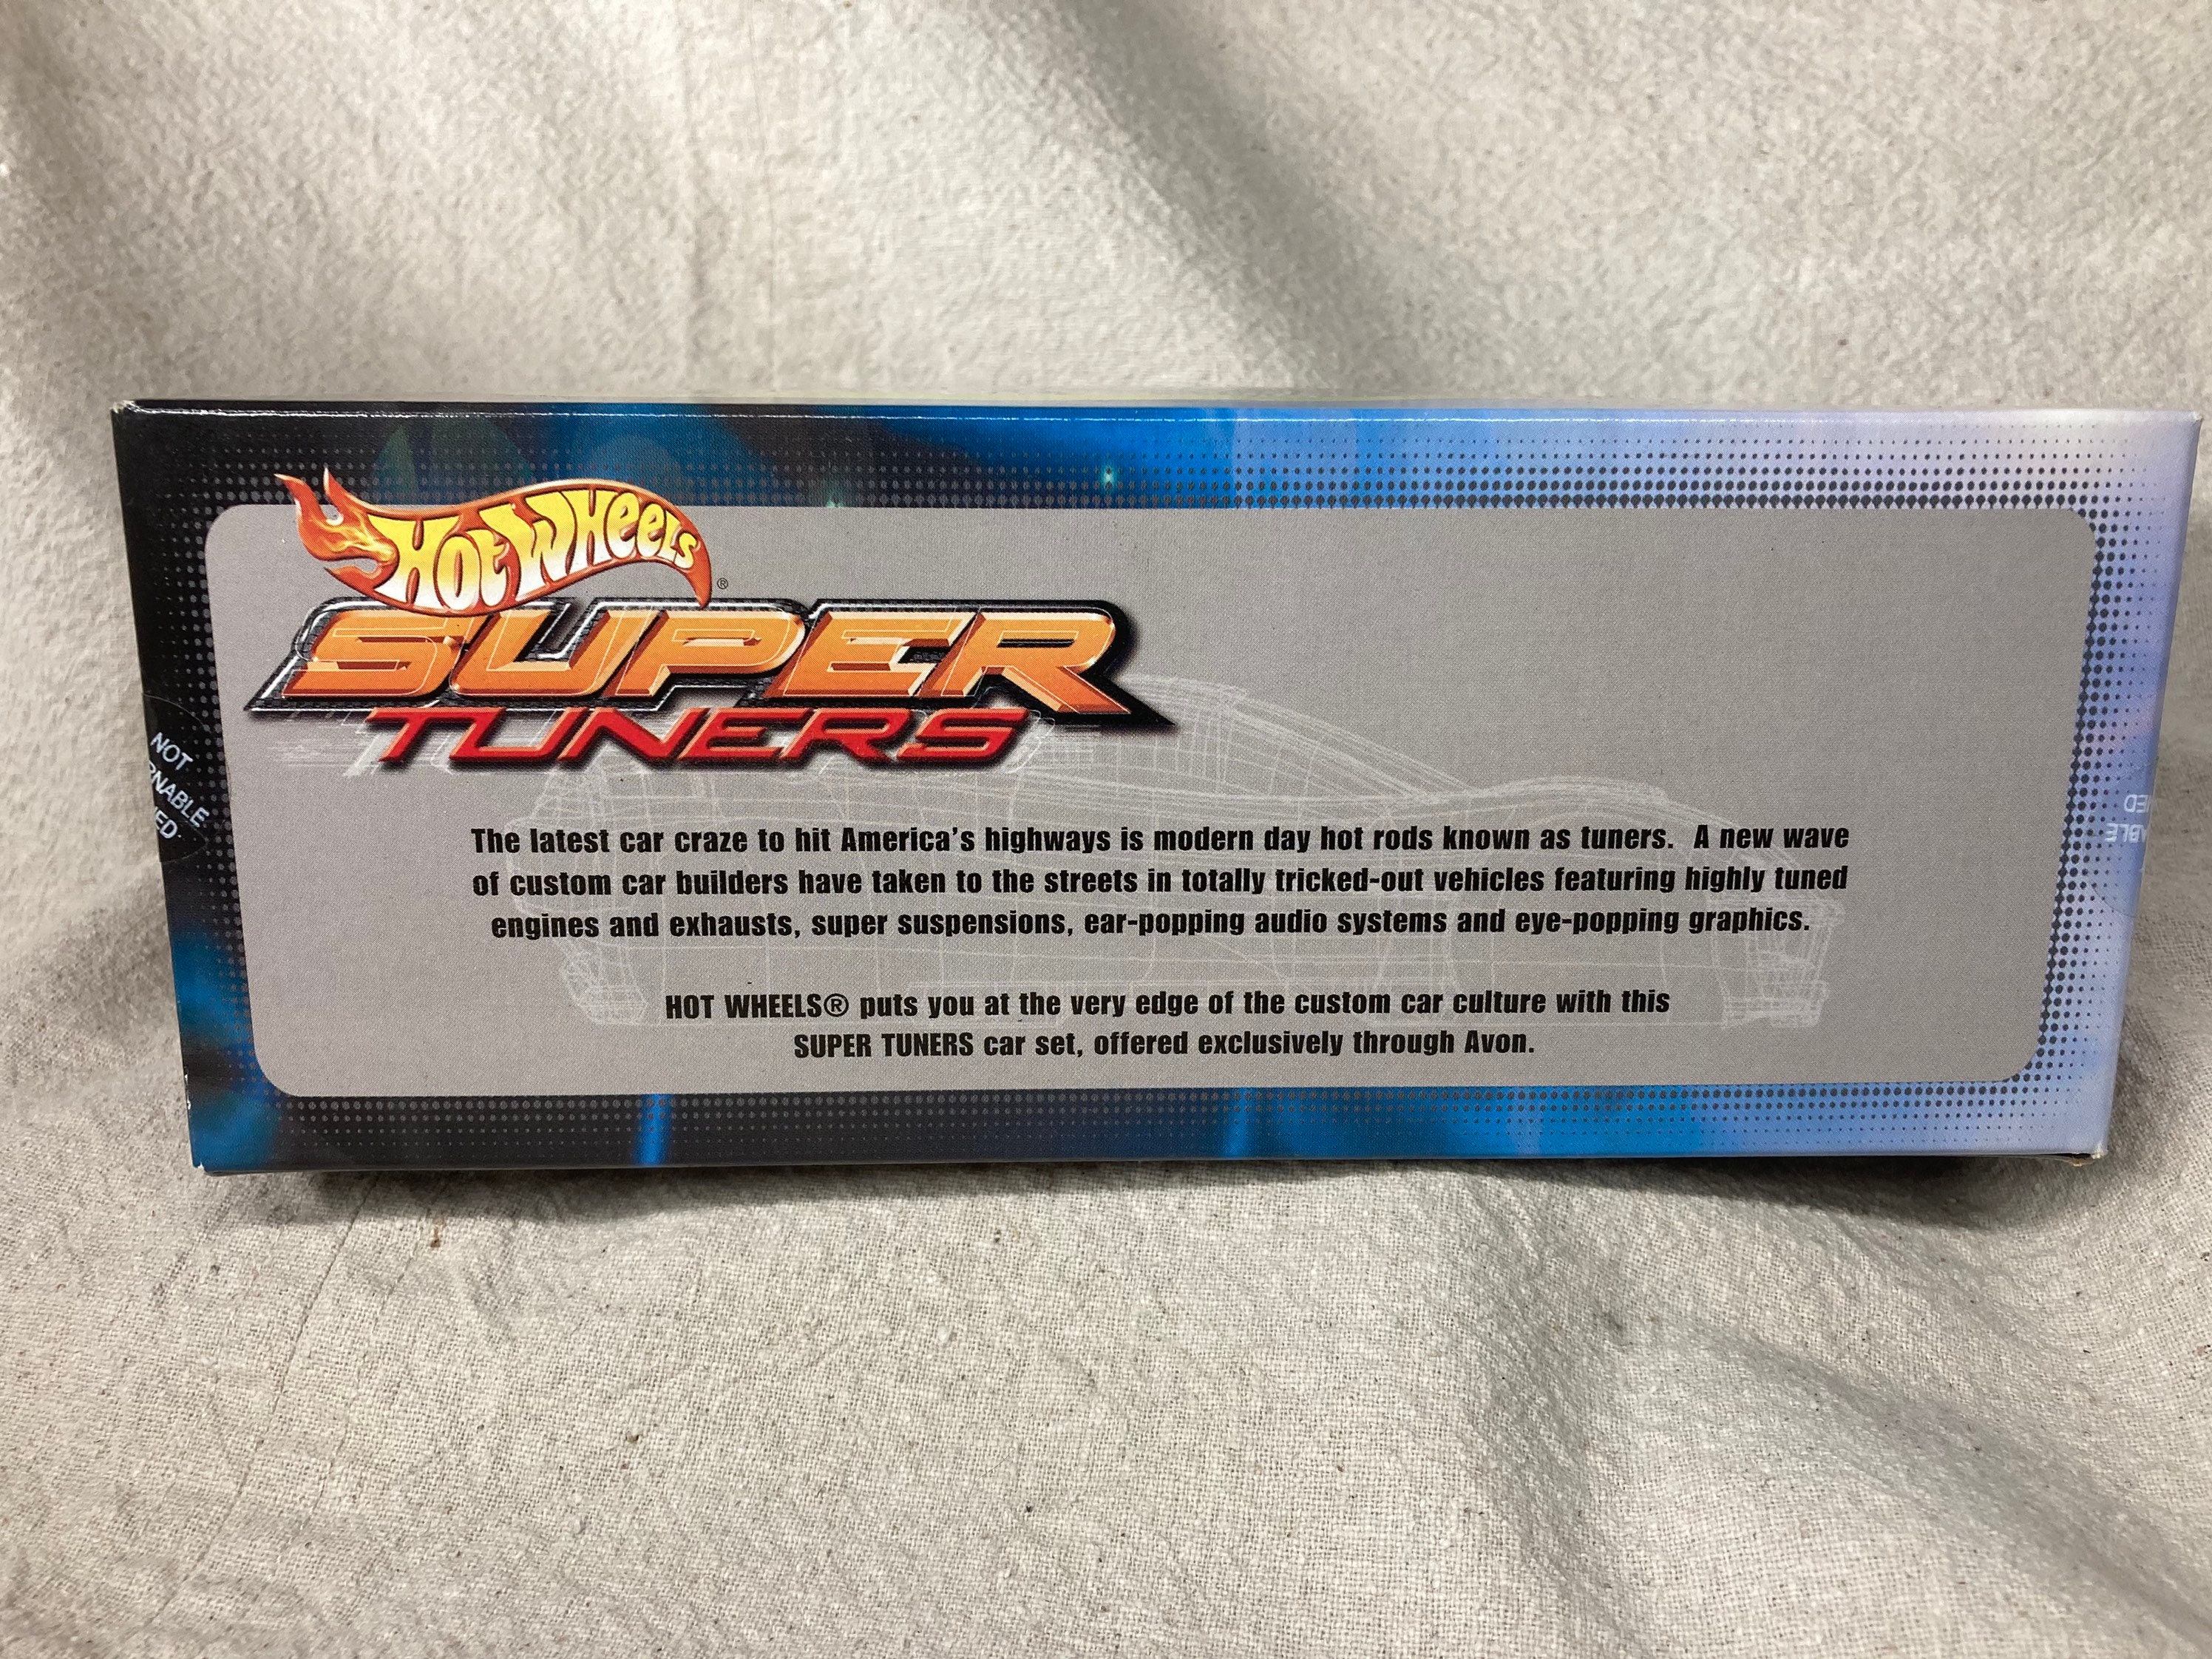 HOT WHEELS®
SUPER
TUNERS
NOT
The latest car craze to hit America's highways is modern day hot rods known as tuners. A new wave
of custom car builders have taken to the streets in totally tricked-out vehicles featuring highly tuned
engines and exhausts, super suspensions, ear-popping audio systems and eye-popping graphics.
HOT WHEELS® puts you at the very edge of the custom car culture with this
SUPER TUNERS car set, offered exclusively through Avon.